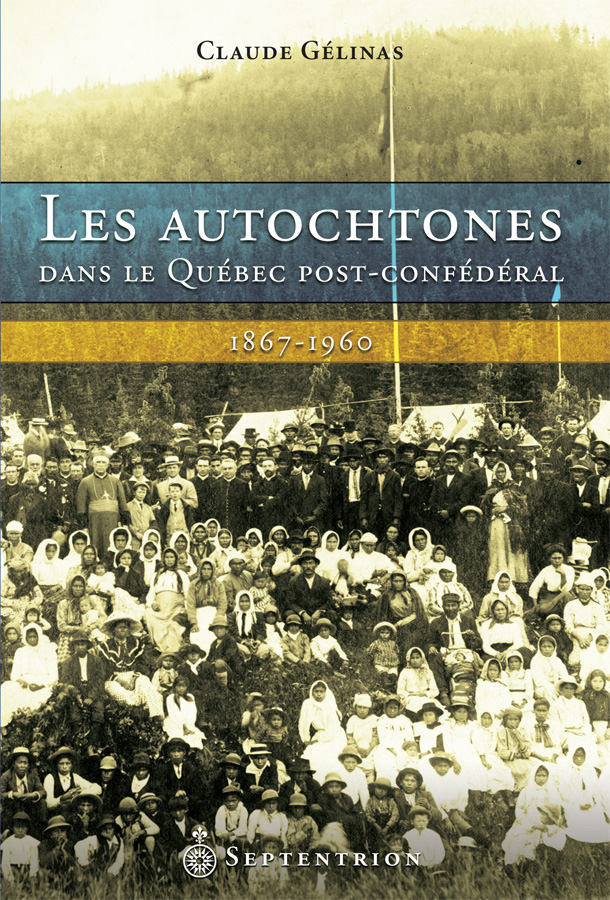 Claude Gélinas
Les autochtones
dans le Québec post-confédéral
1867-1960
Septentrion